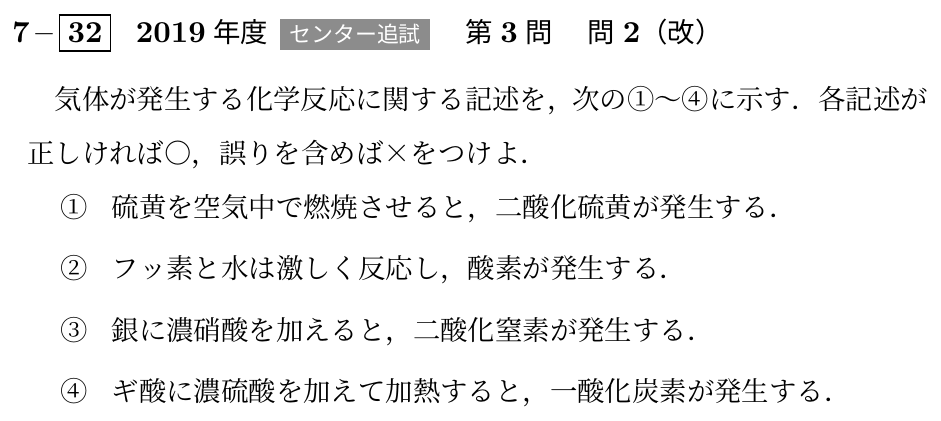 7–32 2019 年度 センター追試 第 3 問 問 2（改）
気体が発生する化学反応に関する記述を，次の①〜④に示す．各記述が
正しければ○，誤りを含めば×をつけよ．
① 硫黄を空気中で燃焼させると，二酸化硫黄が発生する．
② フッ素と水は激しく反応し，酸素が発生する．
③ 銀に濃硝酸を加えると，二酸化窒素が発生する．
④ ギ酸に濃硫酸を加えて加熱すると，一酸化炭素が発生する．